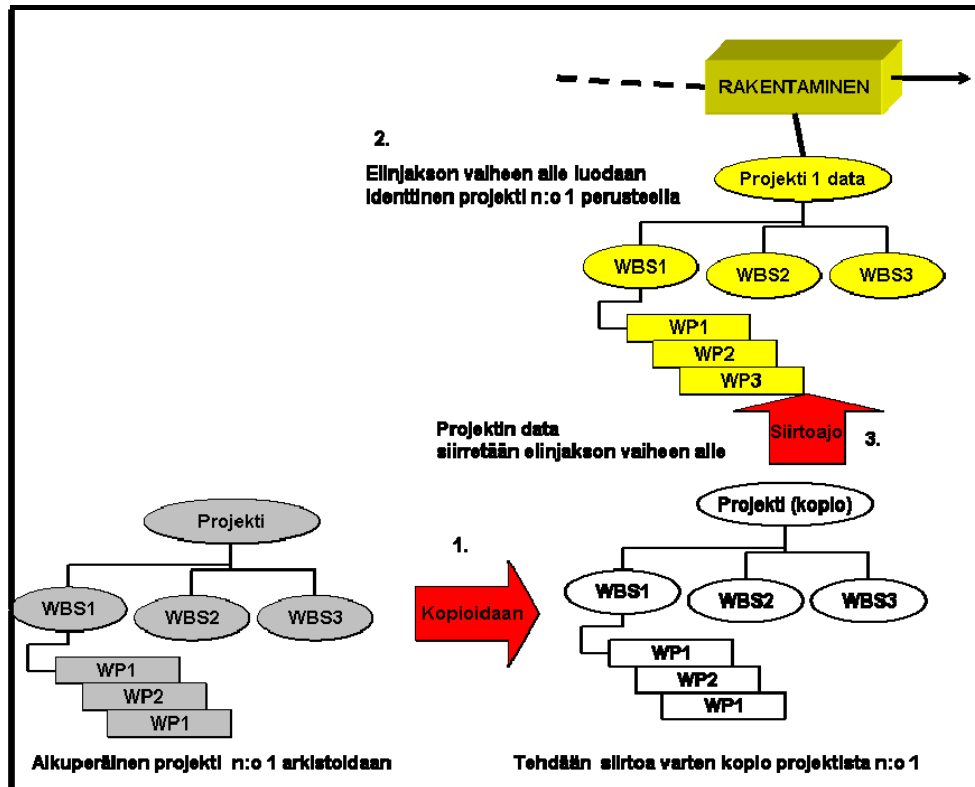 RAKENTAMINEN
2.
Elinjakson vaiheen alle luodaan
identtinen projekti n:o 1 perusteella
Projekti 1 data
WBS1
WBS2
WBS3
WP1
WP2
WP3
Projektin data
siirretään elinjakson vaiheen alle
Siirtoajo
3.
Projekti
WBS1
WBS2
WBS3
WP1
WP2
WP1
Alkuperäinen projekti n:o 1 arkistoidaan
1.
Kopioidaan
Projekti (kopio)
WBS1
WBS2
WBS3
WP1
WP2
WP1
Tehdään siirtoa varten kopio projektista n:o 1